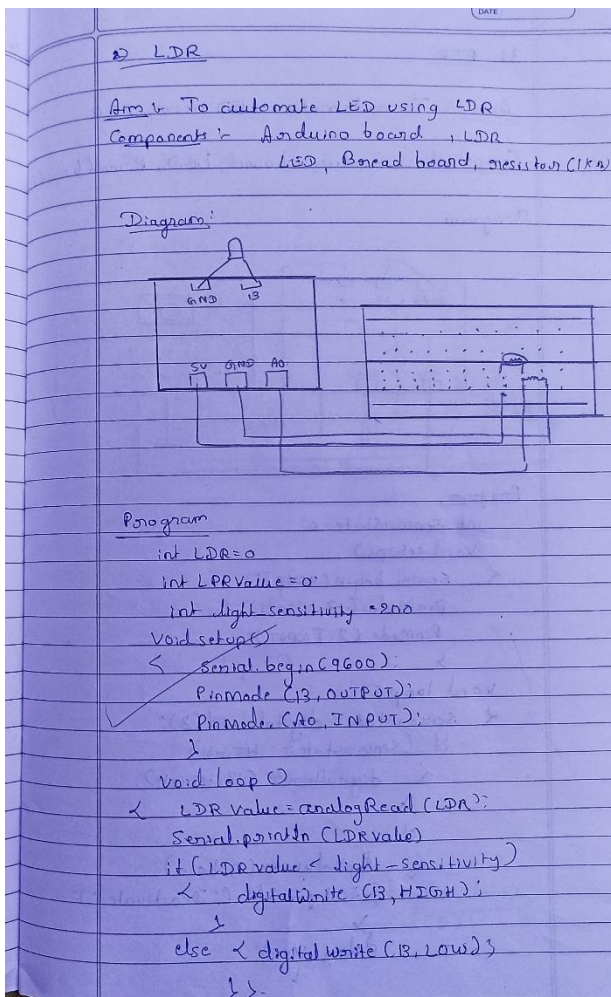 DATE
2) LDR
Aim :- To automate LED using LDR
Components :- Arduino board, LDR
LED, Bread board, resistor (1KΩ)
Diagram:
GND 13
5V GND A0
Program
int LDR=0
int LDRValue=0;
int light_sensitivity =200
Void setup()
{ Serial.begin(9600);
PinMode (13, OUTPUT);
PinMode. (A0, INPUT);
}
void loop ()
{ LDR value = analogRead (LDR);
Serial.println (LDRvalue)
if (LDR value < light-sensitivity)
{ digitalWrite (13, HIGH);
}
else { digital write (13, LOW);
} }.